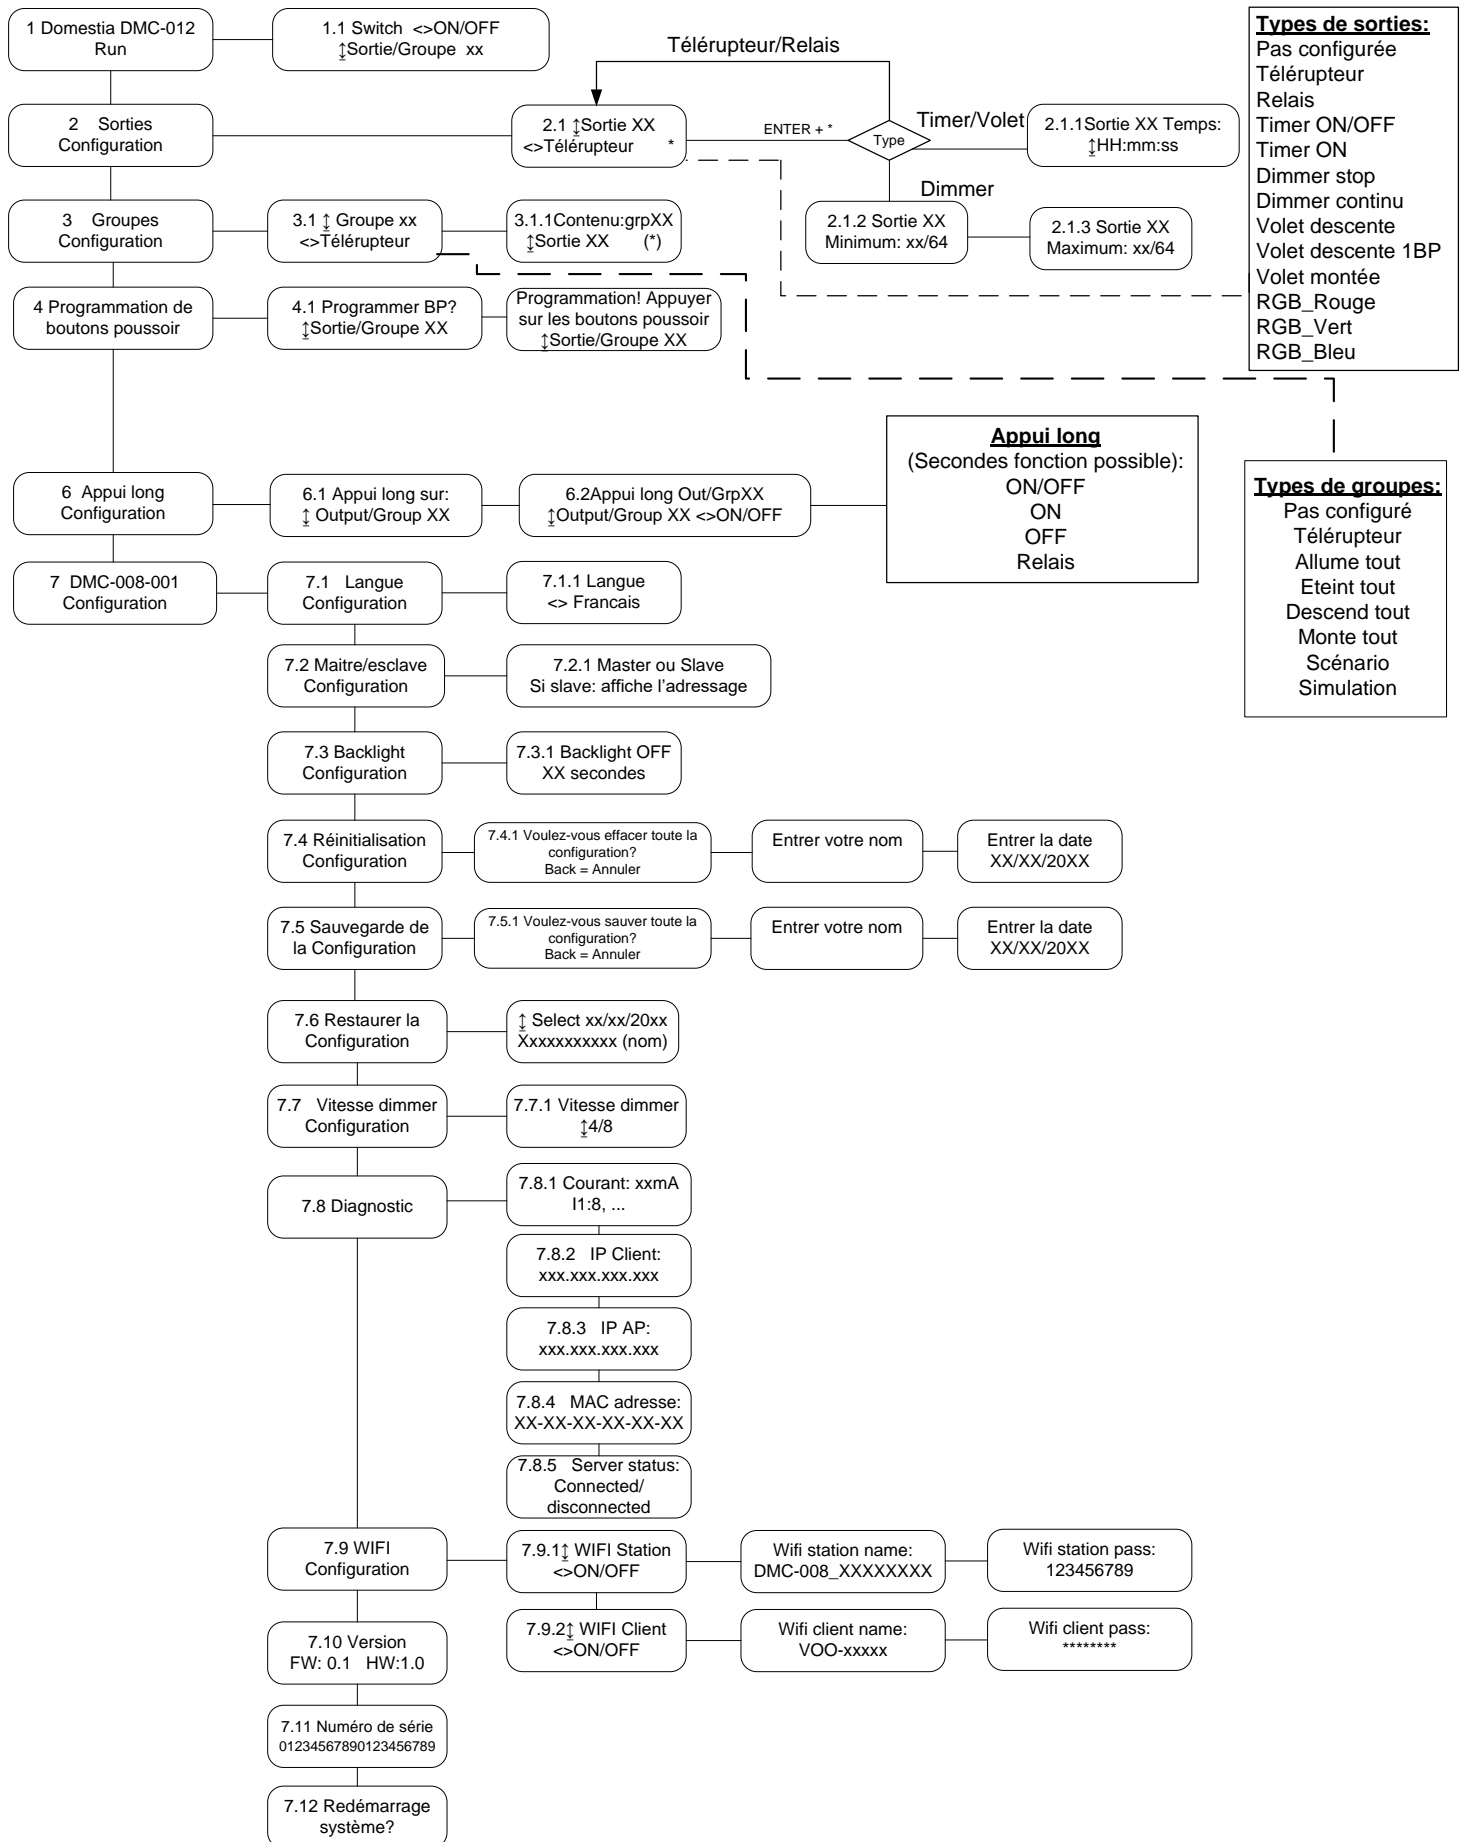 1 Domestia DMC-012
Run
1.1 Switch <>ON/OFF
↕Sortie/Groupe xx
Télérupteur/Relais
Types de sorties:
Pas configurée
Télérupteur
Relais
Timer ON/OFF
Timer ON
Dimmer stop
Dimmer continu
Volet descente
Volet descente 1BP
Volet montée
RGB_Rouge
RGB_Vert
RGB_Bleu
2 Sorties
Configuration
2.1 ↕Sortie XX
<>Télérupteur *
ENTER + *
Type
Timer/Volet
2.1.1Sortie XX Temps:
↕HH:mm:ss
Dimmer
2.1.2 Sortie XX
Minimum: xx/64
2.1.3 Sortie XX
Maximum: xx/64
3 Groupes
Configuration
3.1 ↕ Groupe xx
<>Télérupteur
3.1.1Contenu:grpXX
↕Sortie XX (*)
4 Programmation de
boutons poussoir
4.1 Programmer BP?
↕Sortie/Groupe XX
Programmation! Appuyer
sur les boutons poussoir
↕Sortie/Groupe XX
6 Appui long
Configuration
6.1 Appui long sur:
↕ Output/Group XX
6.2Appui long Out/GrpXX
↕Output/Group XX <>ON/OFF
Appui long
(Secondes fonction possible):
ON/OFF
ON
OFF
Relais
Types de groupes:
Pas configuré
Télérupteur
Allume tout
Eteint tout
Descend tout
Monte tout
Scénario
Simulation
7 DMC-008-001
Configuration
7.1 Langue
Configuration
7.1.1 Langue
<> Francais
7.2 Maitre/esclave
Configuration
7.2.1 Master ou Slave
Si slave: affiche l'adressage
7.3 Backlight
Configuration
7.3.1 Backlight OFF
XX secondes
7.4 Réinitialisation
Configuration
7.4.1 Voulez-vous effacer toute la
configuration?
Back = Annuler
Entrer votre nom
Entrer la date
XX/XX/20XX
7.5 Sauvegarde de
la Configuration
7.5.1 Voulez-vous sauver toute la
configuration?
Back = Annuler
Entrer votre nom
Entrer la date
XX/XX/20XX
7.6 Restaurer la
Configuration
↕ Select xx/xx/20xx
Xxxxxxxxxxx (nom)
7.7 Vitesse dimmer
Configuration
7.7.1 Vitesse dimmer
↕4/8
7.8 Diagnostic
7.8.1 Courant: xxmA
I1:8, ...
7.8.2 IP Client:
xxx.xxx.xxx.xxx
7.8.3 IP AP:
xxx.xxx.xxx.xxx
7.8.4 MAC adresse:
XX-XX-XX-XX-XX-XX
7.8.5 Server status:
Connected/
disconnected
7.9 WIFI
Configuration
7.9.1↕ WIFI Station
<>ON/OFF
Wifi station name:
DMC-008_XXXXXXXX
Wifi station pass:
123456789
7.9.2↕ WIFI Client
<>ON/OFF
Wifi client name:
VOO-xxxxx
Wifi client pass:
********
7.10 Version
FW: 0.1 HW:1.0
7.11 Numéro de série
01234567890123456789
7.12 Redémarrage
système?